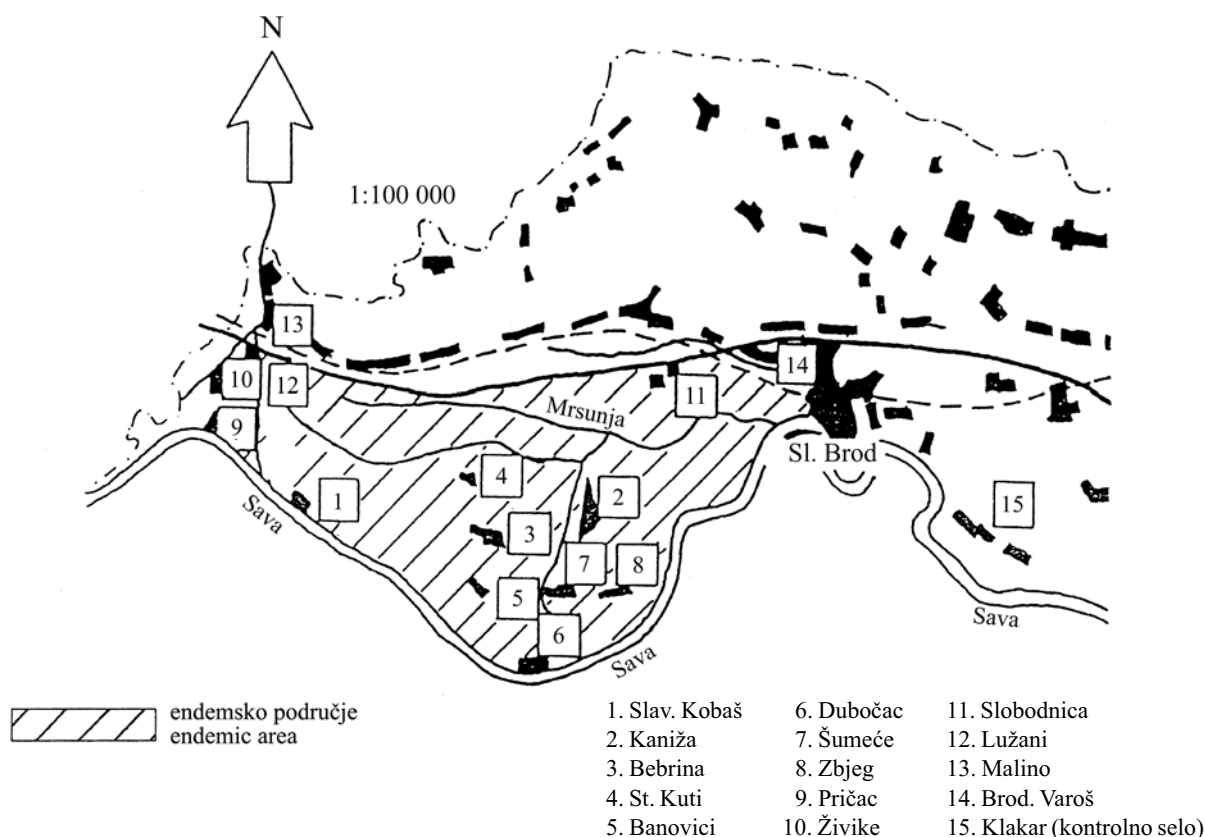 N
1:100 000
13
10
12
14
11
9
Mrsunja
Sl. Brod
4
2
1
Sava
15
3
7
8
5
6
Sava
Sava
endemsko područje
endemic area
1. Slav. Kobaš
2. Kaniža
3. Bebrina
4. St. Kuti
5. Banovici
6. Dubočac
7. Šumeće
8. Zbjeg
9. Pričac
10. Živike
11. Slobodnica
12. Lužani
13. Malino
14. Brod. Varoš
15. Klakar (kontrolno selo)